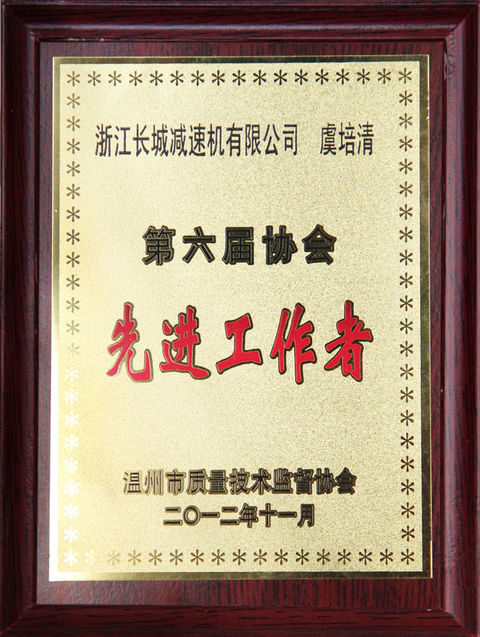 浙江长城减速机有限公司 虞培清
第六届协会
先进工作者
温州市质量技术监督协会
二〇一二年十一月